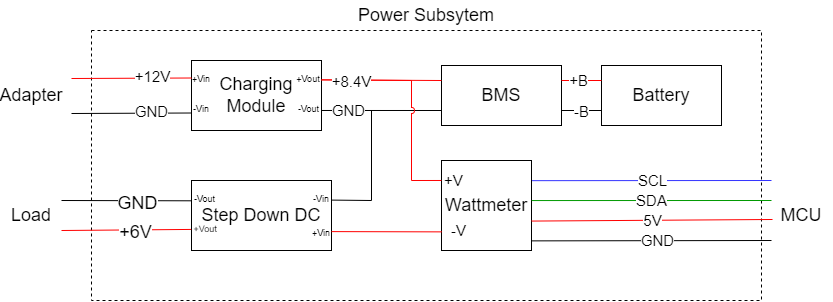 Power Subsytem
Adapter
+12V
+Vin
Charging
Module
+Vout
+8.4V
GND
-Vin
-Vout
GND
BMS
+B
-B
Battery
Load
GND
-Vout
Step Down DC
-Vin
+6V
+Vout
+Vin
+V
Wattmeter
-V
SCL
SDA
5V
GND
MCU